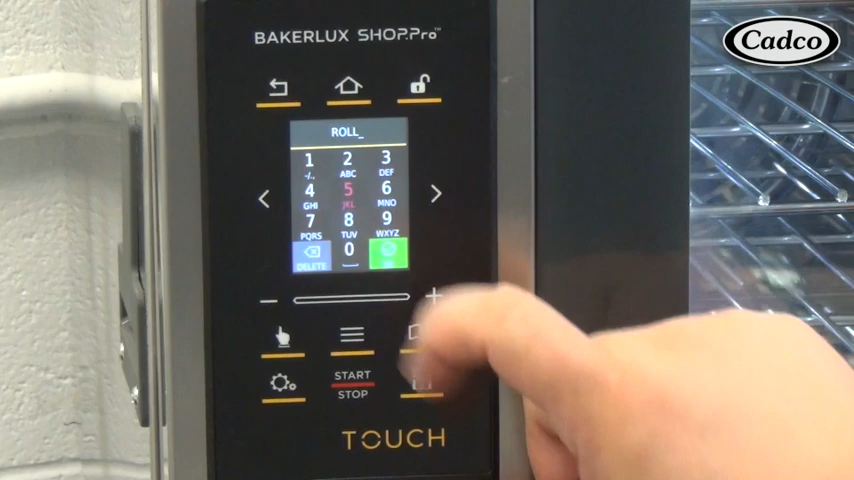 BAKERLUX SHOP.Pro™
Cadco
ROLL_
1 2 3
-/., ABC DEF
4 5 6
GHI JKL MNO
7 8 9
PQRS TUV WXYZ
0
DELETE
START
STOP
TOUCH